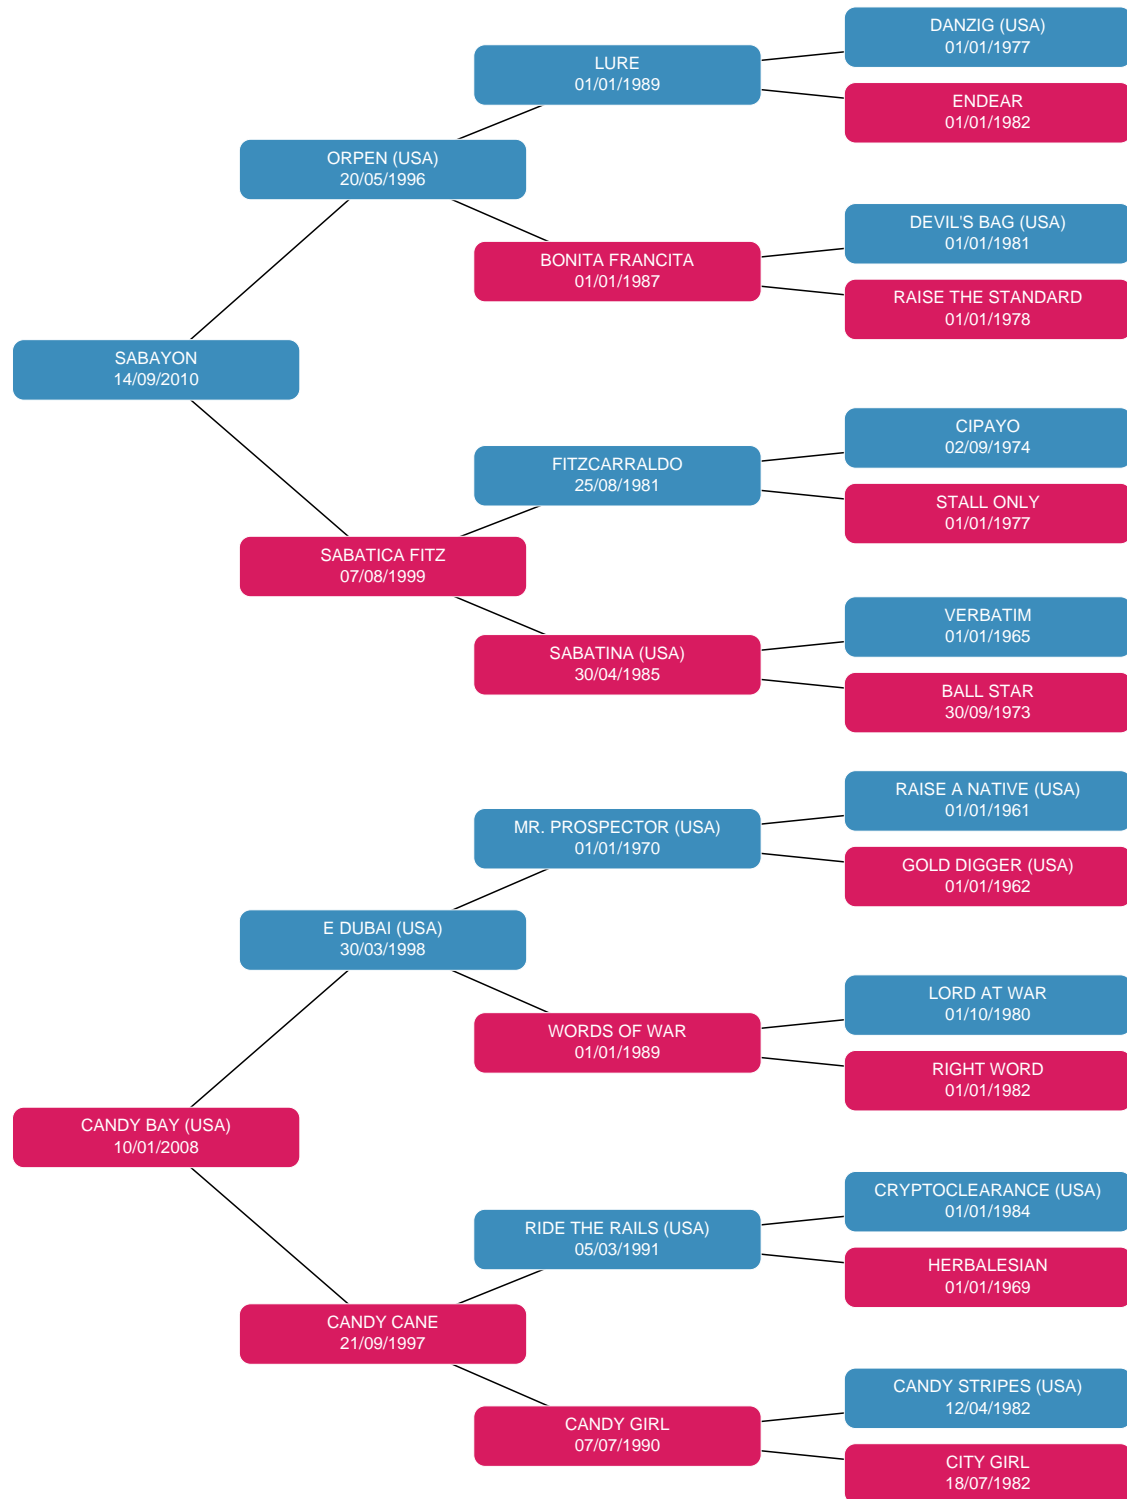 DANZIG (USA)
01/01/1977
LURE
01/01/1989
ENDEAR
01/01/1982
ORPEN (USA)
20/05/1996
DEVIL'S BAG (USA)
01/01/1981
BONITA FRANCITA
01/01/1987
RAISE THE STANDARD
01/01/1978
SABAYON
14/09/2010
CIPAYO
02/09/1974
FITZCARRALDO
25/08/1981
STALL ONLY
01/01/1977
SABATICA FITZ
07/08/1999
VERBATIM
01/01/1965
SABATINA (USA)
30/04/1985
BALL STAR
30/09/1973
RAISE A NATIVE (USA)
01/01/1961
MR. PROSPECTOR (USA)
01/01/1970
GOLD DIGGER (USA)
01/01/1962
E DUBAI (USA)
30/03/1998
LORD AT WAR
01/10/1980
WORDS OF WAR
01/01/1989
RIGHT WORD
01/01/1982
CANDY BAY (USA)
10/01/2008
CRYPTOCLEARANCE (USA)
01/01/1984
RIDE THE RAILS (USA)
05/03/1991
HERBALESIAN
01/01/1969
CANDY CANE
21/09/1997
CANDY STRIPES (USA)
12/04/1982
CANDY GIRL
07/07/1990
CITY GIRL
18/07/1982